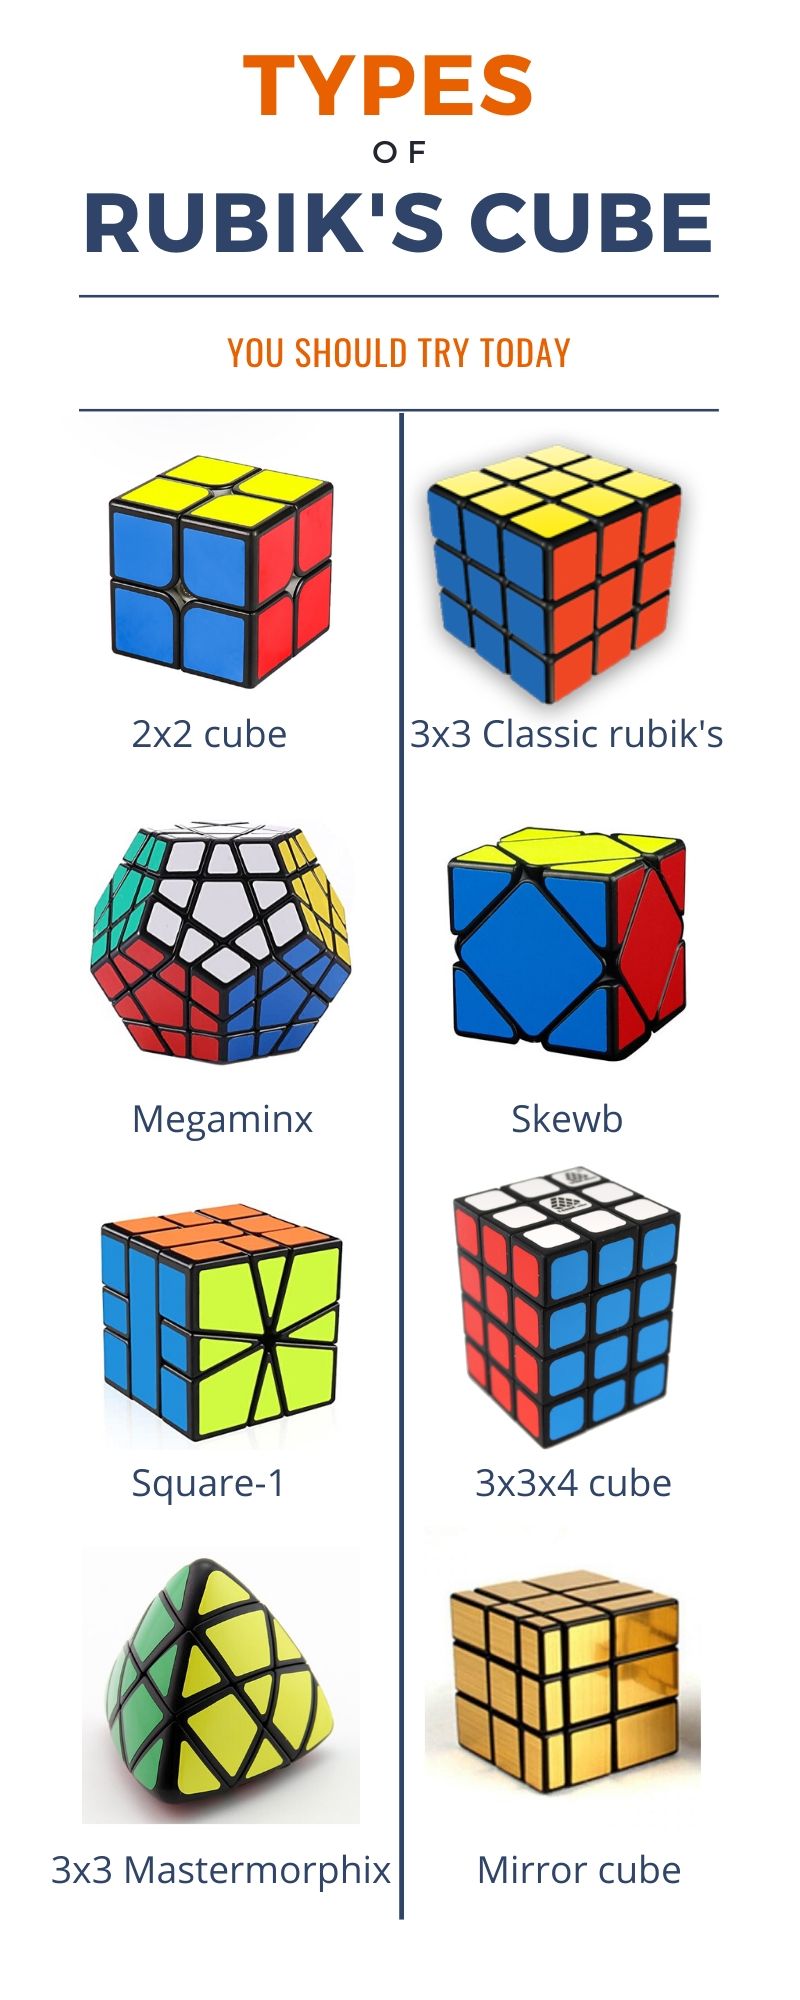 TYPES
OF
RUBIK'S CUBE
YOU SHOULD TRY TODAY
2x2 cube
3x3 Classic rubik's
Megaminx
Skewb
Square-1
3x3x4 cube
3x3 Mastermorphix
Mirror cube